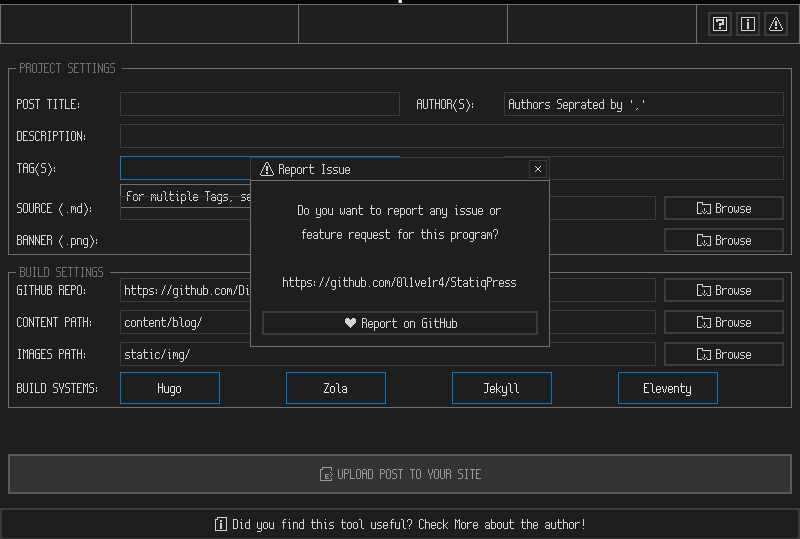 PROJECT SETTINGS
POST TITLE:
AUTHOR(S):
Authors Seprated by ','
DESCRIPTION:
TAG(S):
For multiple Tags, se
SOURCE (.md):
Browse
BANNER (.png):
Browse
Report Issue
Do you want to report any issue or
feature request for this program?
https://github.com/0l1ve1r4/StatiqPress
Report on GitHub
BUILD SETTINGS
GITHUB REPO:
https://github.com/Di
Browse
CONTENT PATH:
content/blog/
Browse
IMAGES PATH:
static/img/
Browse
BUILD SYSTEMS:
Hugo
Zola
Jekyll
Eleventy
UPLOAD POST TO YOUR SITE
Did you find this tool useful? Check More about the author!